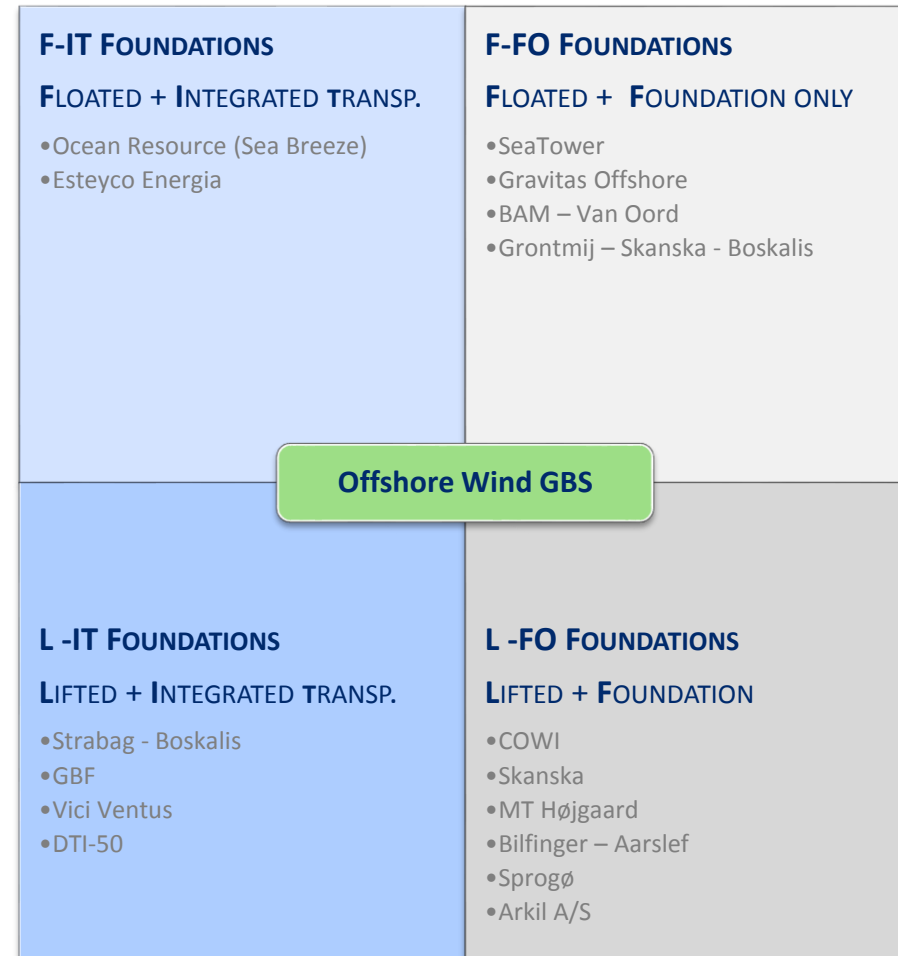 F-IT FOUNDATIONS
FLOATED + INTEGRATED TRANSP.
•Ocean Resource (Sea Breeze)
•Esteyco Energia
F-FO FOUNDATIONS
FLOATED + FOUNDATION ONLY
•SeaTower
•Gravitas Offshore
•BAM – Van Oord
•Grontmij – Skanska - Boskalis
Offshore Wind GBS
L -IT FOUNDATIONS
LIFTED + INTEGRATED TRANSP.
•Strabag - Boskalis
•GBF
•Vici Ventus
•DTI-50
L -FO FOUNDATIONS
LIFTED + FOUNDATION
•COWI
•Skanska
•MT Højgaard
•Bilfinger – Aarslef
•Sprogø
•Arkil A/S